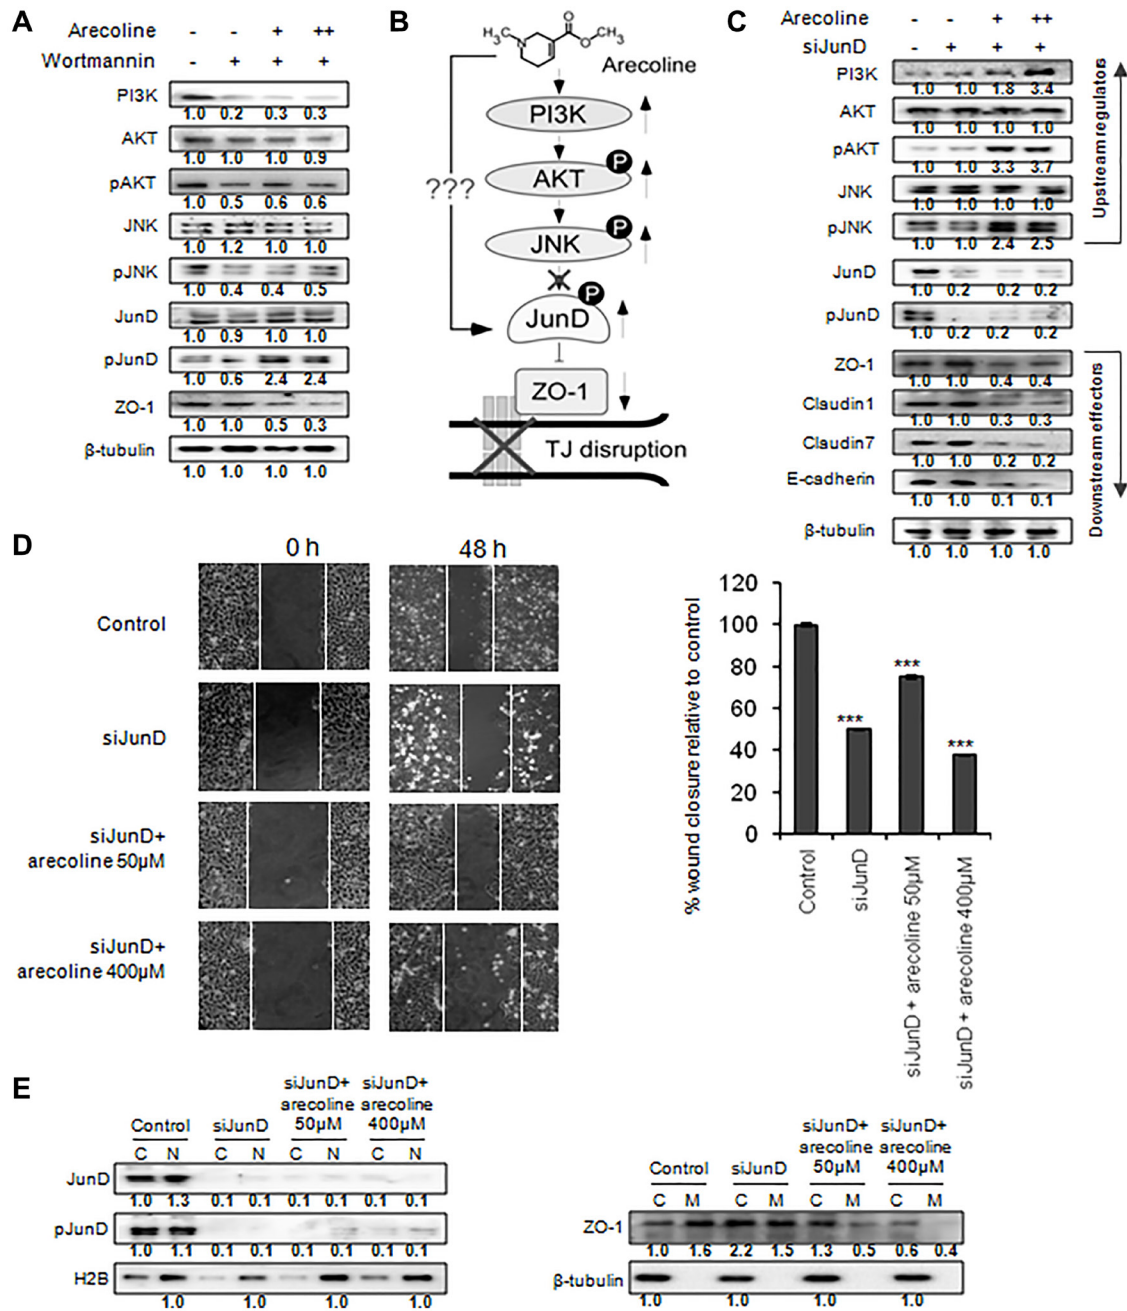 A
Arecoline - - + ++
Wortmannin - + + +
PI3K
1.0 0.2 0.3 0.3
AKT
1.0 1.0 1.0 0.9
pAKT
1.0 0.5 0.6 0.6
JNK
1.0 1.2 1.0 1.0
pJNK
1.0 0.4 0.4 0.5
JunD
1.0 0.9 1.0 1.0
pJunD
1.0 0.6 2.4 2.4
ZO-1
1.0 1.0 0.5 0.3
β-tubulin
1.0 1.0 1.0 1.0
B
H₃C
N
O
O
CH₃
Arecoline
PI3K
P
AKT
???
P
JNK
P
JunD
ZO-1
TJ disruption
C
Arecoline - - + ++
siJunD - + + +
PI3K
1.0 1.0 1.8 3.4
AKT
1.0 1.0 1.0 1.0
pAKT
1.0 1.0 3.3 3.7
JNK
1.0 1.0 1.0 1.0
pJNK
1.0 1.0 2.4 2.5
Upstream regulators
JunD
1.0 0.2 0.2 0.2
pJunD
1.0 0.2 0.2 0.2
ZO-1
1.0 1.0 0.4 0.4
Claudin1
1.0 1.0 0.3 0.3
Claudin7
1.0 1.0 0.2 0.2
E-cadherin
1.0 1.0 0.1 0.1
β-tubulin
1.0 1.0 1.0 1.0
Downstream effectors
D
0 h 48 h
Control
siJunD
siJunD+
arecoline 50µM
siJunD+
arecoline 400µM
% wound closure relative to control
120
100
80
60
40
20
0
***
***
***
Control
siJunD
siJunD + arecoline 50µM
siJunD + arecoline 400µM
E
Control
siJunD
siJunD+
arecoline
50µM
siJunD+
arecoline
400µM
C N C N C N C N
JunD
1.0 1.3 0.1 0.1 0.1 0.1 0.1 0.1
pJunD
1.0 1.1 0.1 0.1 0.1 0.1 0.1 0.1
H2B
1.0 1.0 1.0 1.0
Control
siJunD
siJunD+
arecoline
50µM
siJunD+
arecoline
400µM
C M C M C M C M
ZO-1
1.0 1.6 2.2 1.5 1.3 0.5 0.6 0.4
β-tubulin
1.0 1.0 1.0 1.0